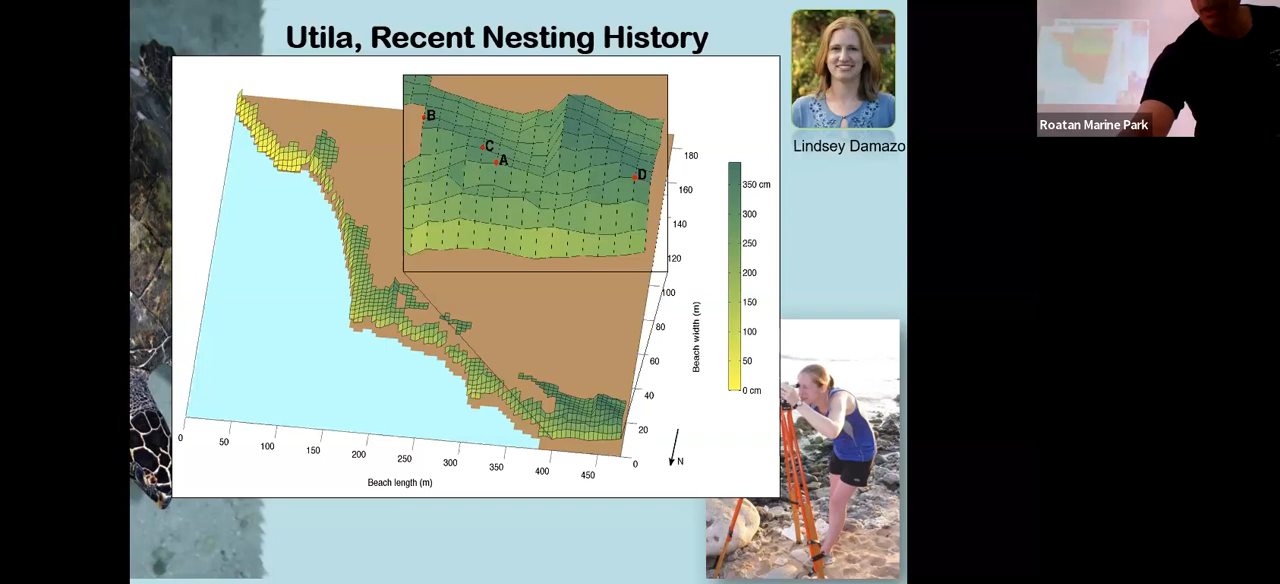 Utila, Recent Nesting History
Lindsey Damazo
Roatan Marine Park
B
C
A
D
180
160
140
120
100
80
60
40
20
0
Beach width (m)
350 cm
300
250
200
150
100
50
0 cm
N
0
50
100
150
200
250
300
350
400
450
Beach length (m)